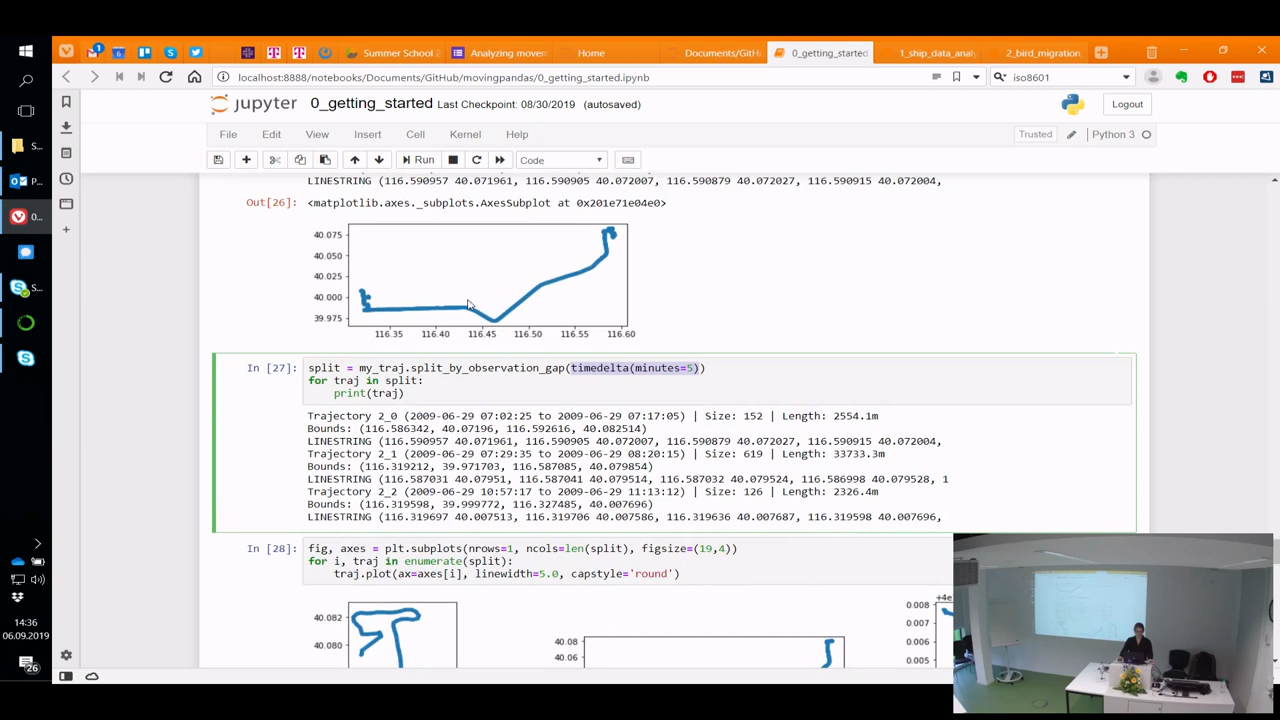 Summer School 2
Analyzing movem
Home
Documents/GitHu
0_getting_started
1_ship_data_anal
2_bird_migration
localhost:8888/notebooks/Documents/GitHub/movingpandas/0_getting_started.ipynb
iso8601
jupyter 0_getting_started Last Checkpoint: 08/30/2019 (autosaved)
Logout
File Edit View Insert Cell Kernel Help
Trusted
Python 3
Run
Code
LINESTRING (116.590957 40.071961, 116.590905 40.072007, 116.590879 40.072027, 116.590915 40.072004,
Out[26]: <matplotlib.axes._subplots.AxesSubplot at 0x201e71e04e0>
40.075
40.050
40.025
40.000
39.975
116.35 116.40 116.45 116.50 116.55 116.60
In [27]: split = my_traj.split_by_observation_gap(timedelta(minutes=5))
for traj in split:
print(traj)
Trajectory 2_0 (2009-06-29 07:02:25 to 2009-06-29 07:17:05) | Size: 152 | Length: 2554.1m
Bounds: (116.586342, 40.07196, 116.592616, 40.082514)
LINESTRING (116.590957 40.071961, 116.590905 40.072007, 116.590879 40.072027, 116.590915 40.072004,
Trajectory 2_1 (2009-06-29 07:29:35 to 2009-06-29 08:20:15) | Size: 619 | Length: 33733.3m
Bounds: (116.319212, 39.971703, 116.587085, 40.079854)
LINESTRING (116.587031 40.07951, 116.587041 40.079514, 116.587032 40.079524, 116.586998 40.079528, 1
Trajectory 2_2 (2009-06-29 10:57:17 to 2009-06-29 11:13:12) | Size: 126 | Length: 2326.4m
Bounds: (116.319598, 39.999772, 116.327485, 40.007696)
LINESTRING (116.319697 40.007513, 116.319706 40.007586, 116.319636 40.007687, 116.319598 40.007696,
In [28]: fig, axes = plt.subplots(nrows=1, ncols=len(split), figsize=(19,4))
for i, traj in enumerate(split):
traj.plot(ax=axes[i], linewidth=5.0, capstyle='round')
40.082
40.080
40.08
40.06
+4e
0.008
0.007
0.006
0.005
S...
P...
0...
S...
14:36
06.09.2019
26